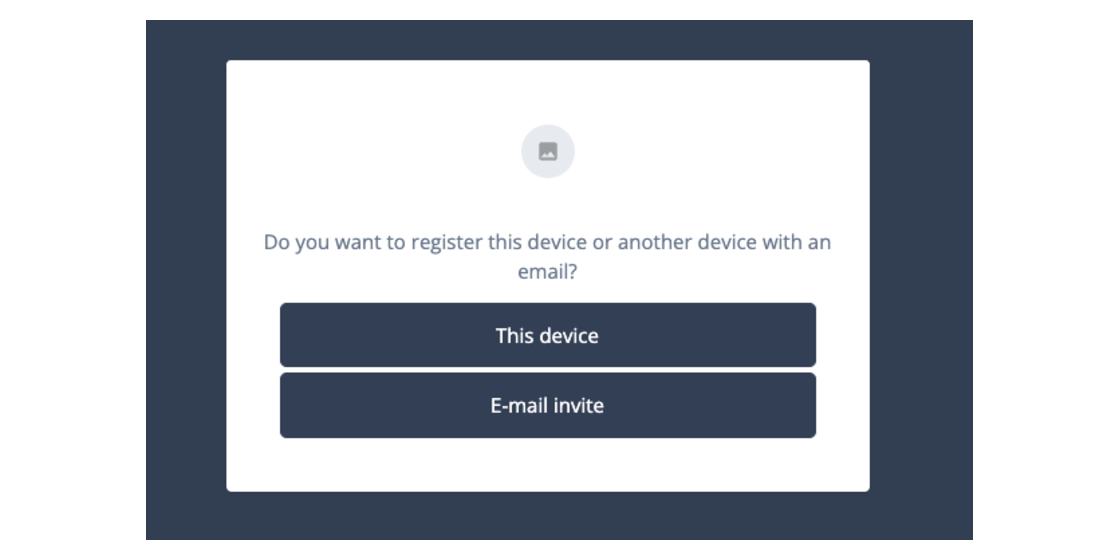 Do you want to register this device or another device with an
email?
This device
E-mail invite